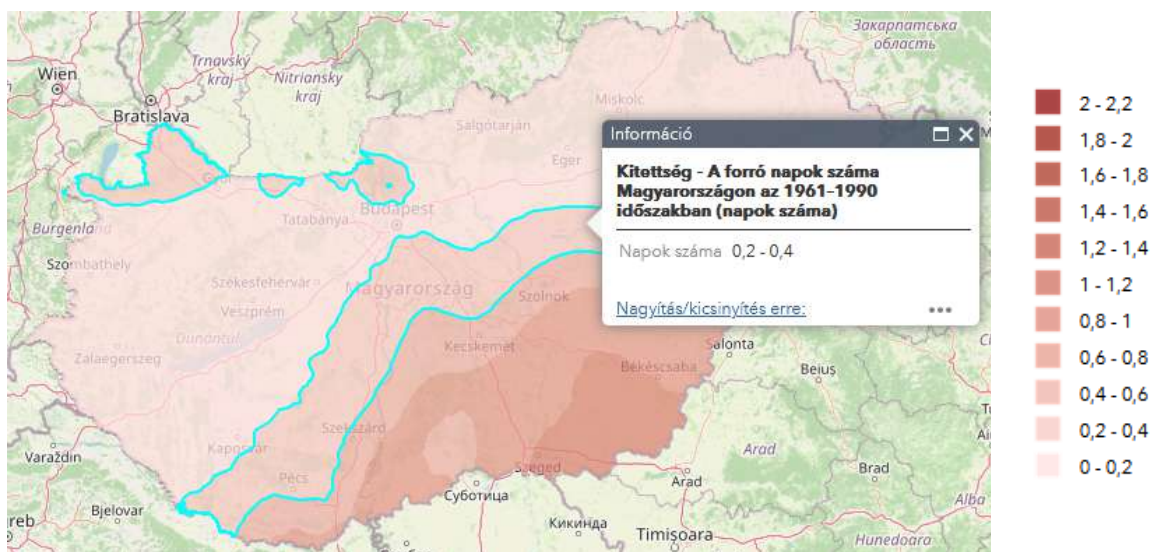 Закарпатська
область
Trnavský
kraj
Nitriansky
kraj
Wien
Bratislava
Miskolc
Salgótarján
Eger
Győr
Tatabánya
Budapest
Burgenland
Szombathely
Székesfehérvár
Magyarország
Veszprém
Szolnok
Dunántúl
Kecskemét
Zalaegerszeg
Békéscsaba
Salonta
Beiuș
Szekszárd
Kaposvár
Varaždin
Pécs
Szeged
Arad
Arad
Brad
Суботица
Alba
Bjelovar
Кикинда
Timișoara
Hunedoara
Információ
Kitettség - A forró napok száma
Magyarországon az 1961-1990
időszakban (napok száma)
Napok száma 0,2 - 0,4
Nagyítás/kicsinyítés erre:
2 - 2,2
1,8 - 2
1,6 - 1,8
1,4 - 1,6
1,2 - 1,4
1 - 1,2
0,8 - 1
0,6 - 0,8
0,4 - 0,6
0,2 - 0,4
0 - 0,2